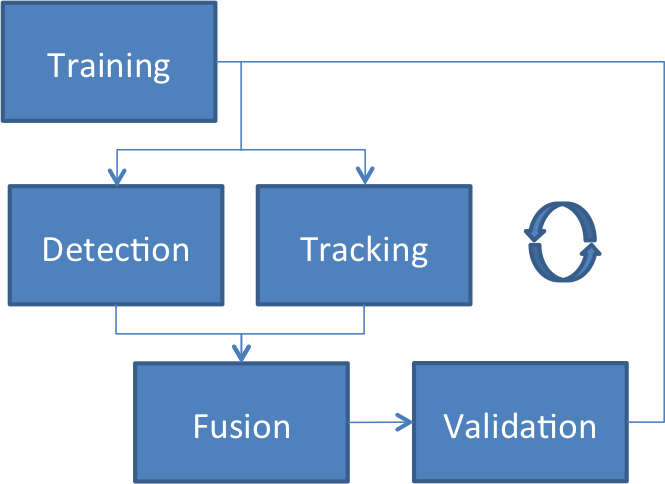 Training
Detection
Tracking
Fusion
Validation